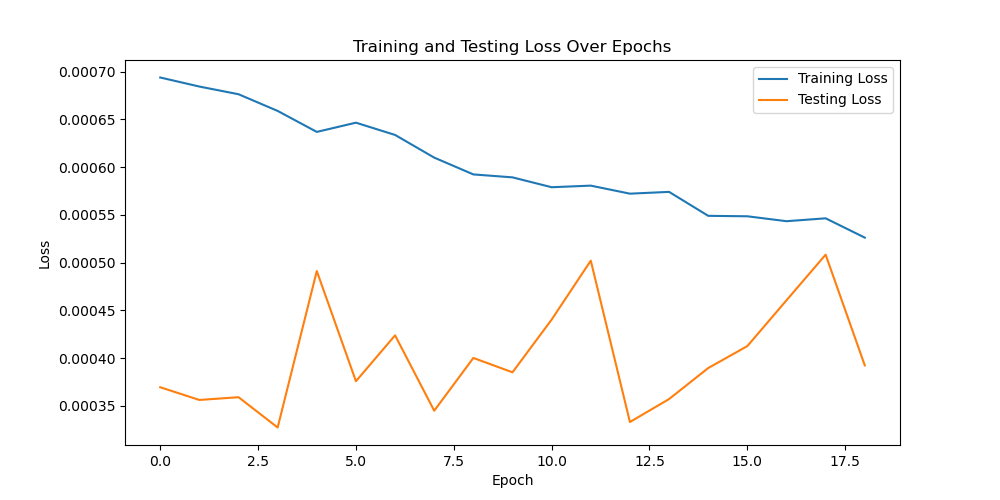 Training and Testing Loss Over Epochs
Training Loss
Testing Loss
0.00070
0.00065
0.00060
0.00055
0.00050
0.00045
0.00040
0.00035
Loss
0.0 2.5 5.0 7.5 10.0 12.5 15.0 17.5
Epoch